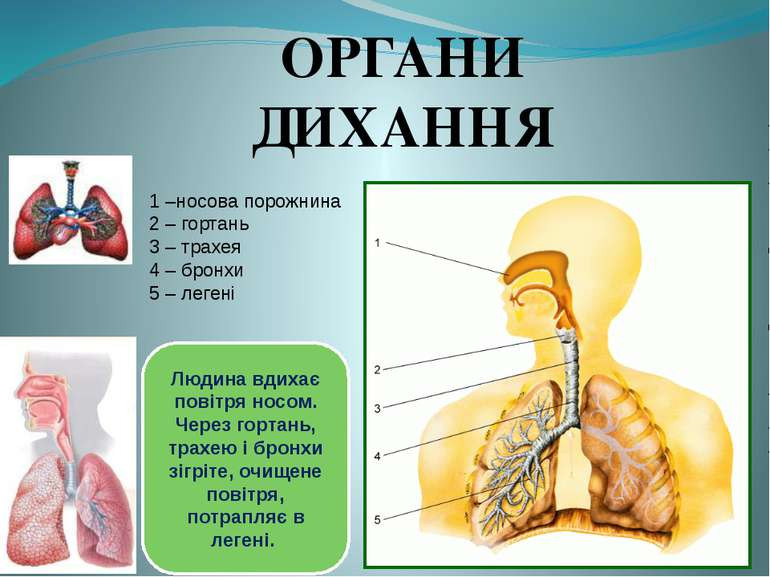 ОРГАНИ
ДИХАННЯ
1 –носова порожнина
2 – гортань
3 – трахея
4 – бронхи
5 – легені
Людина вдихає
повітря носом.
Через гортань,
трахею і бронхи
зігріте, очищене
повітря,
потрапляє в
легені.
1
2
3
4
5